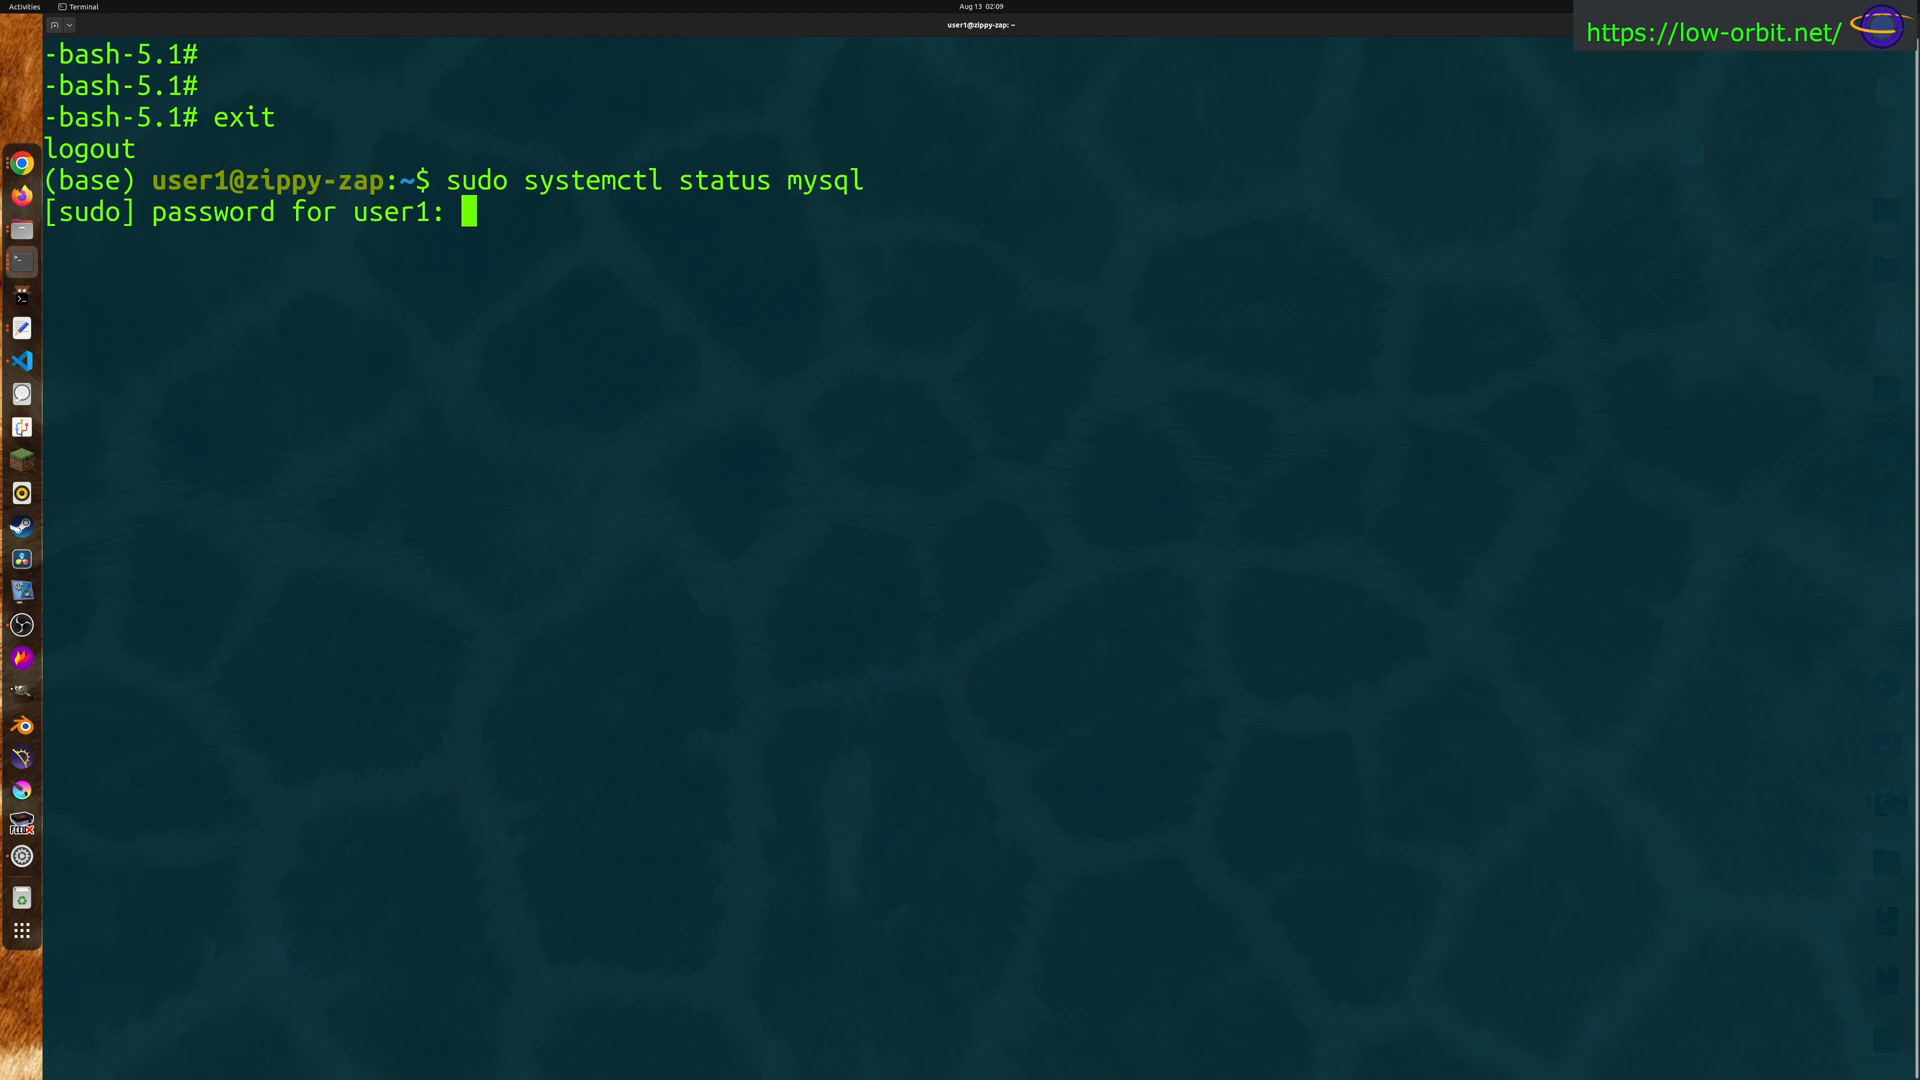 Activities
Terminal
Aug 13 02:09
user1@zippy-zap: ~
https://low-orbit.net/
-bash-5.1#
-bash-5.1#
-bash-5.1# exit
logout
(base) user1@zippy-zap:~$ sudo systemctl status mysql
[sudo] password for user1: